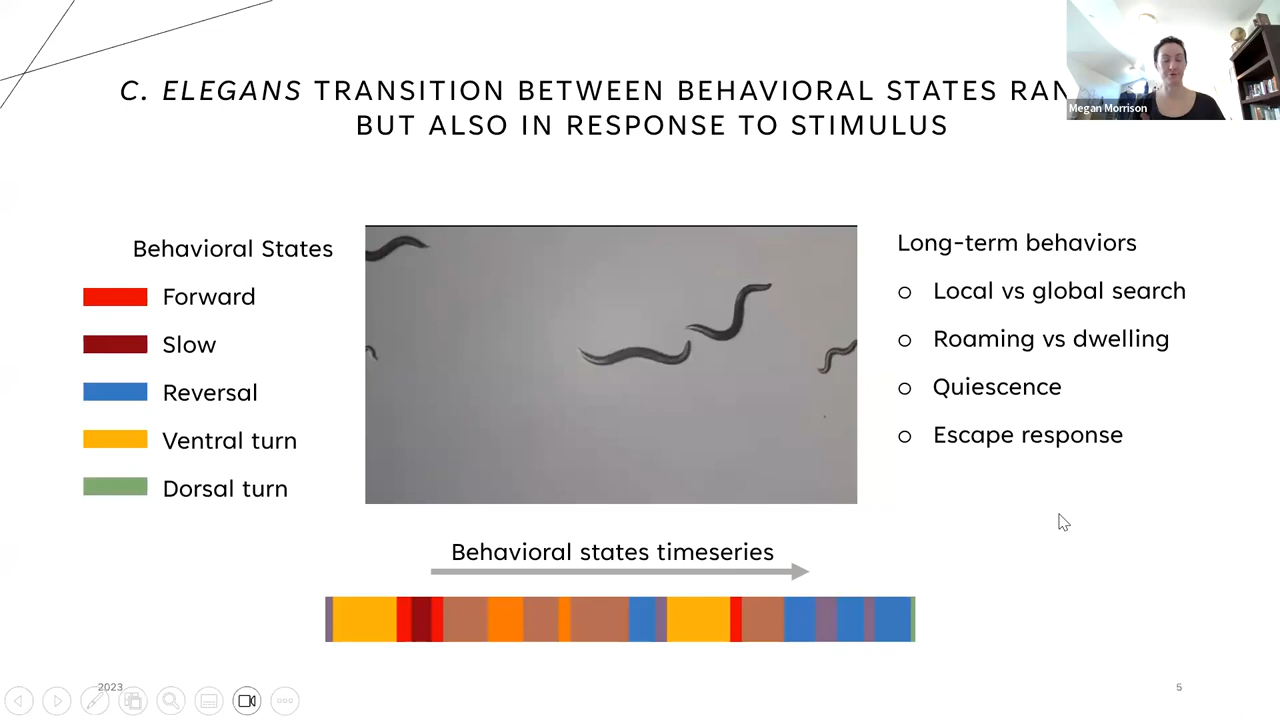 C. ELEGANS TRANSITION BETWEEN BEHAVIORAL STATES RAN
BUT ALSO IN RESPONSE TO STIMULUS
Megan Morrison
Behavioral States
Forward
Slow
Reversal
Ventral turn
Dorsal turn
Long-term behaviors
Local vs global search
Roaming vs dwelling
Quiescence
Escape response
Behavioral states timeseries
2023
5